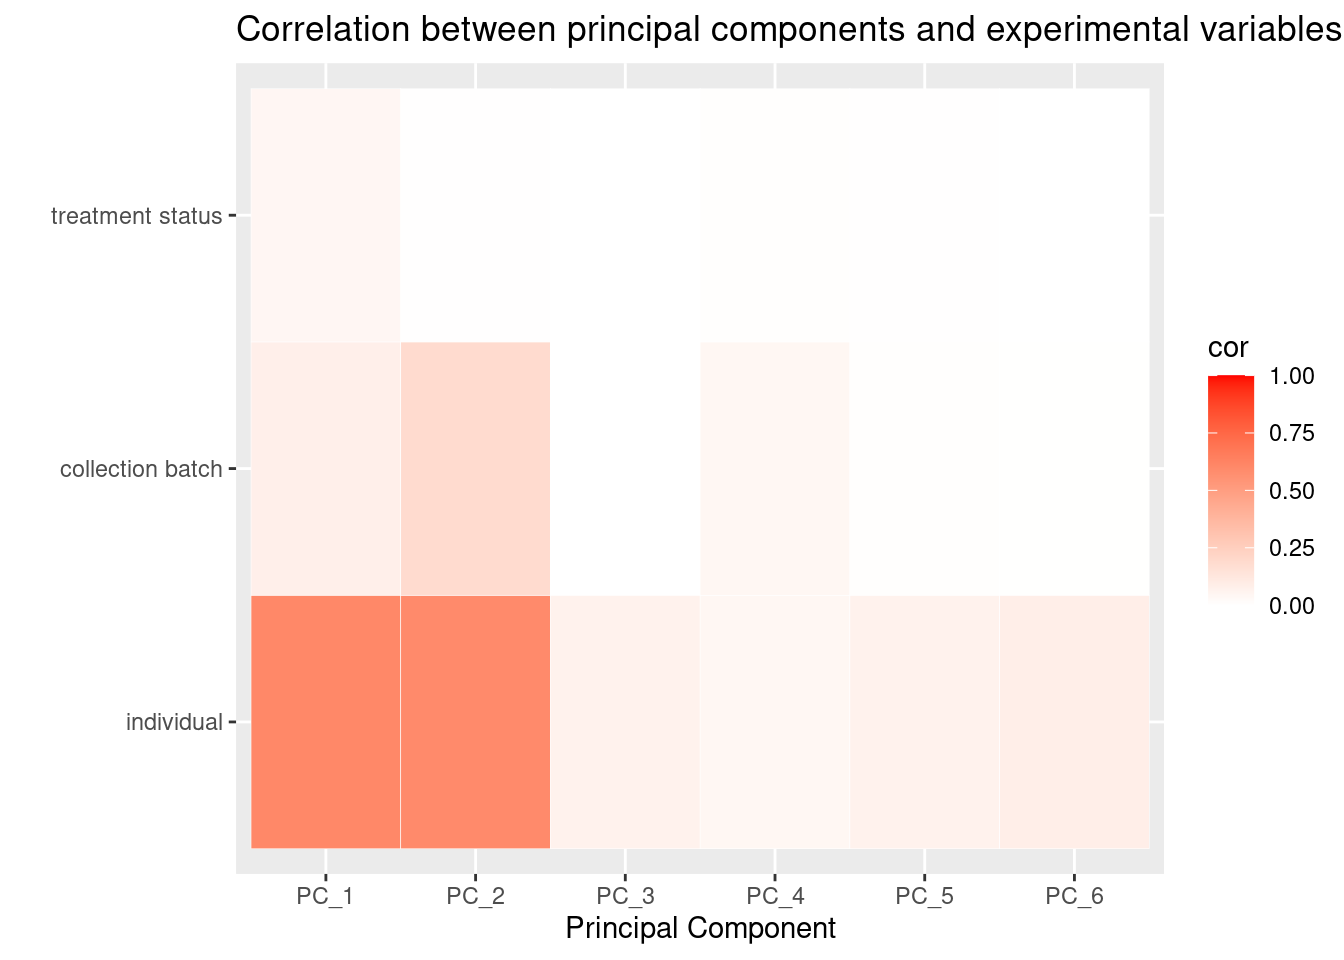 Correlation between principal components and experimental variables
treatment status
collection batch
individual
PC_1 PC_2 PC_3 PC_4 PC_5 PC_6
Principal Component
cor
1.00
0.75
0.50
0.25
0.00